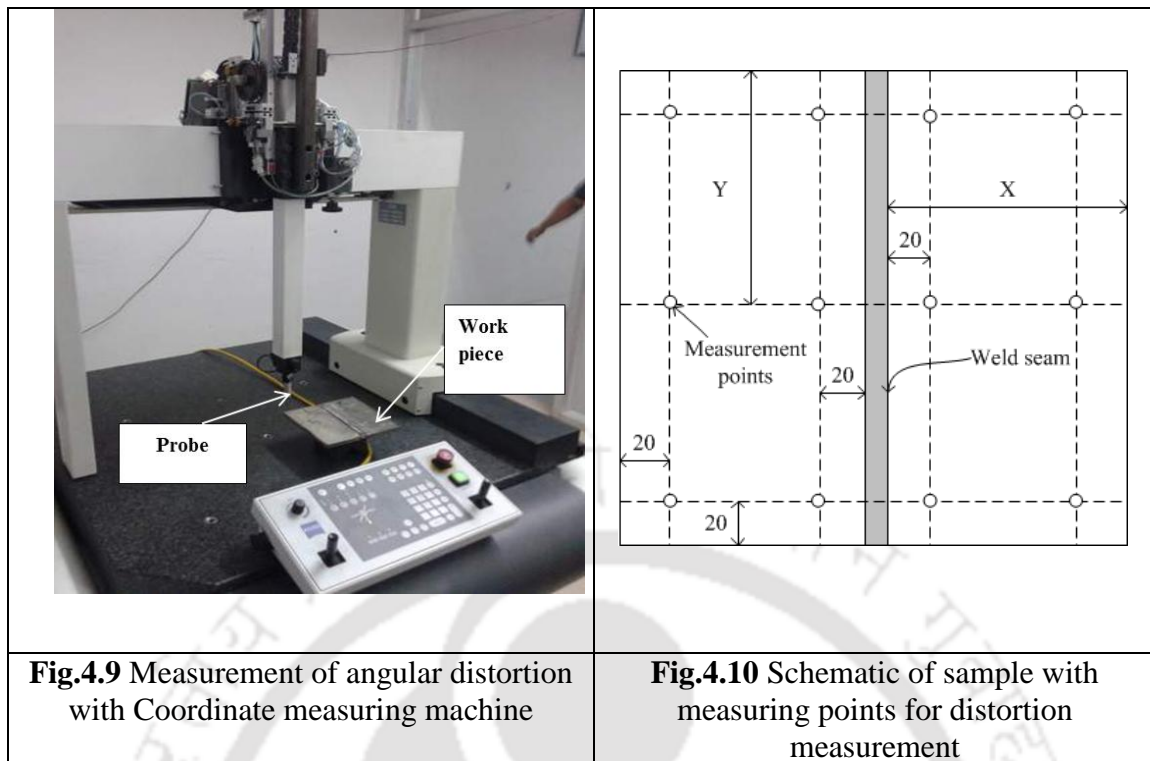 Work
piece
Probe
Y
X
20
Measurement
points
Weld seam
20
20
20
Fig.4.9 Measurement of angular distortion
with Coordinate measuring machine
Fig.4.10 Schematic of sample with
measuring points for distortion
measurement